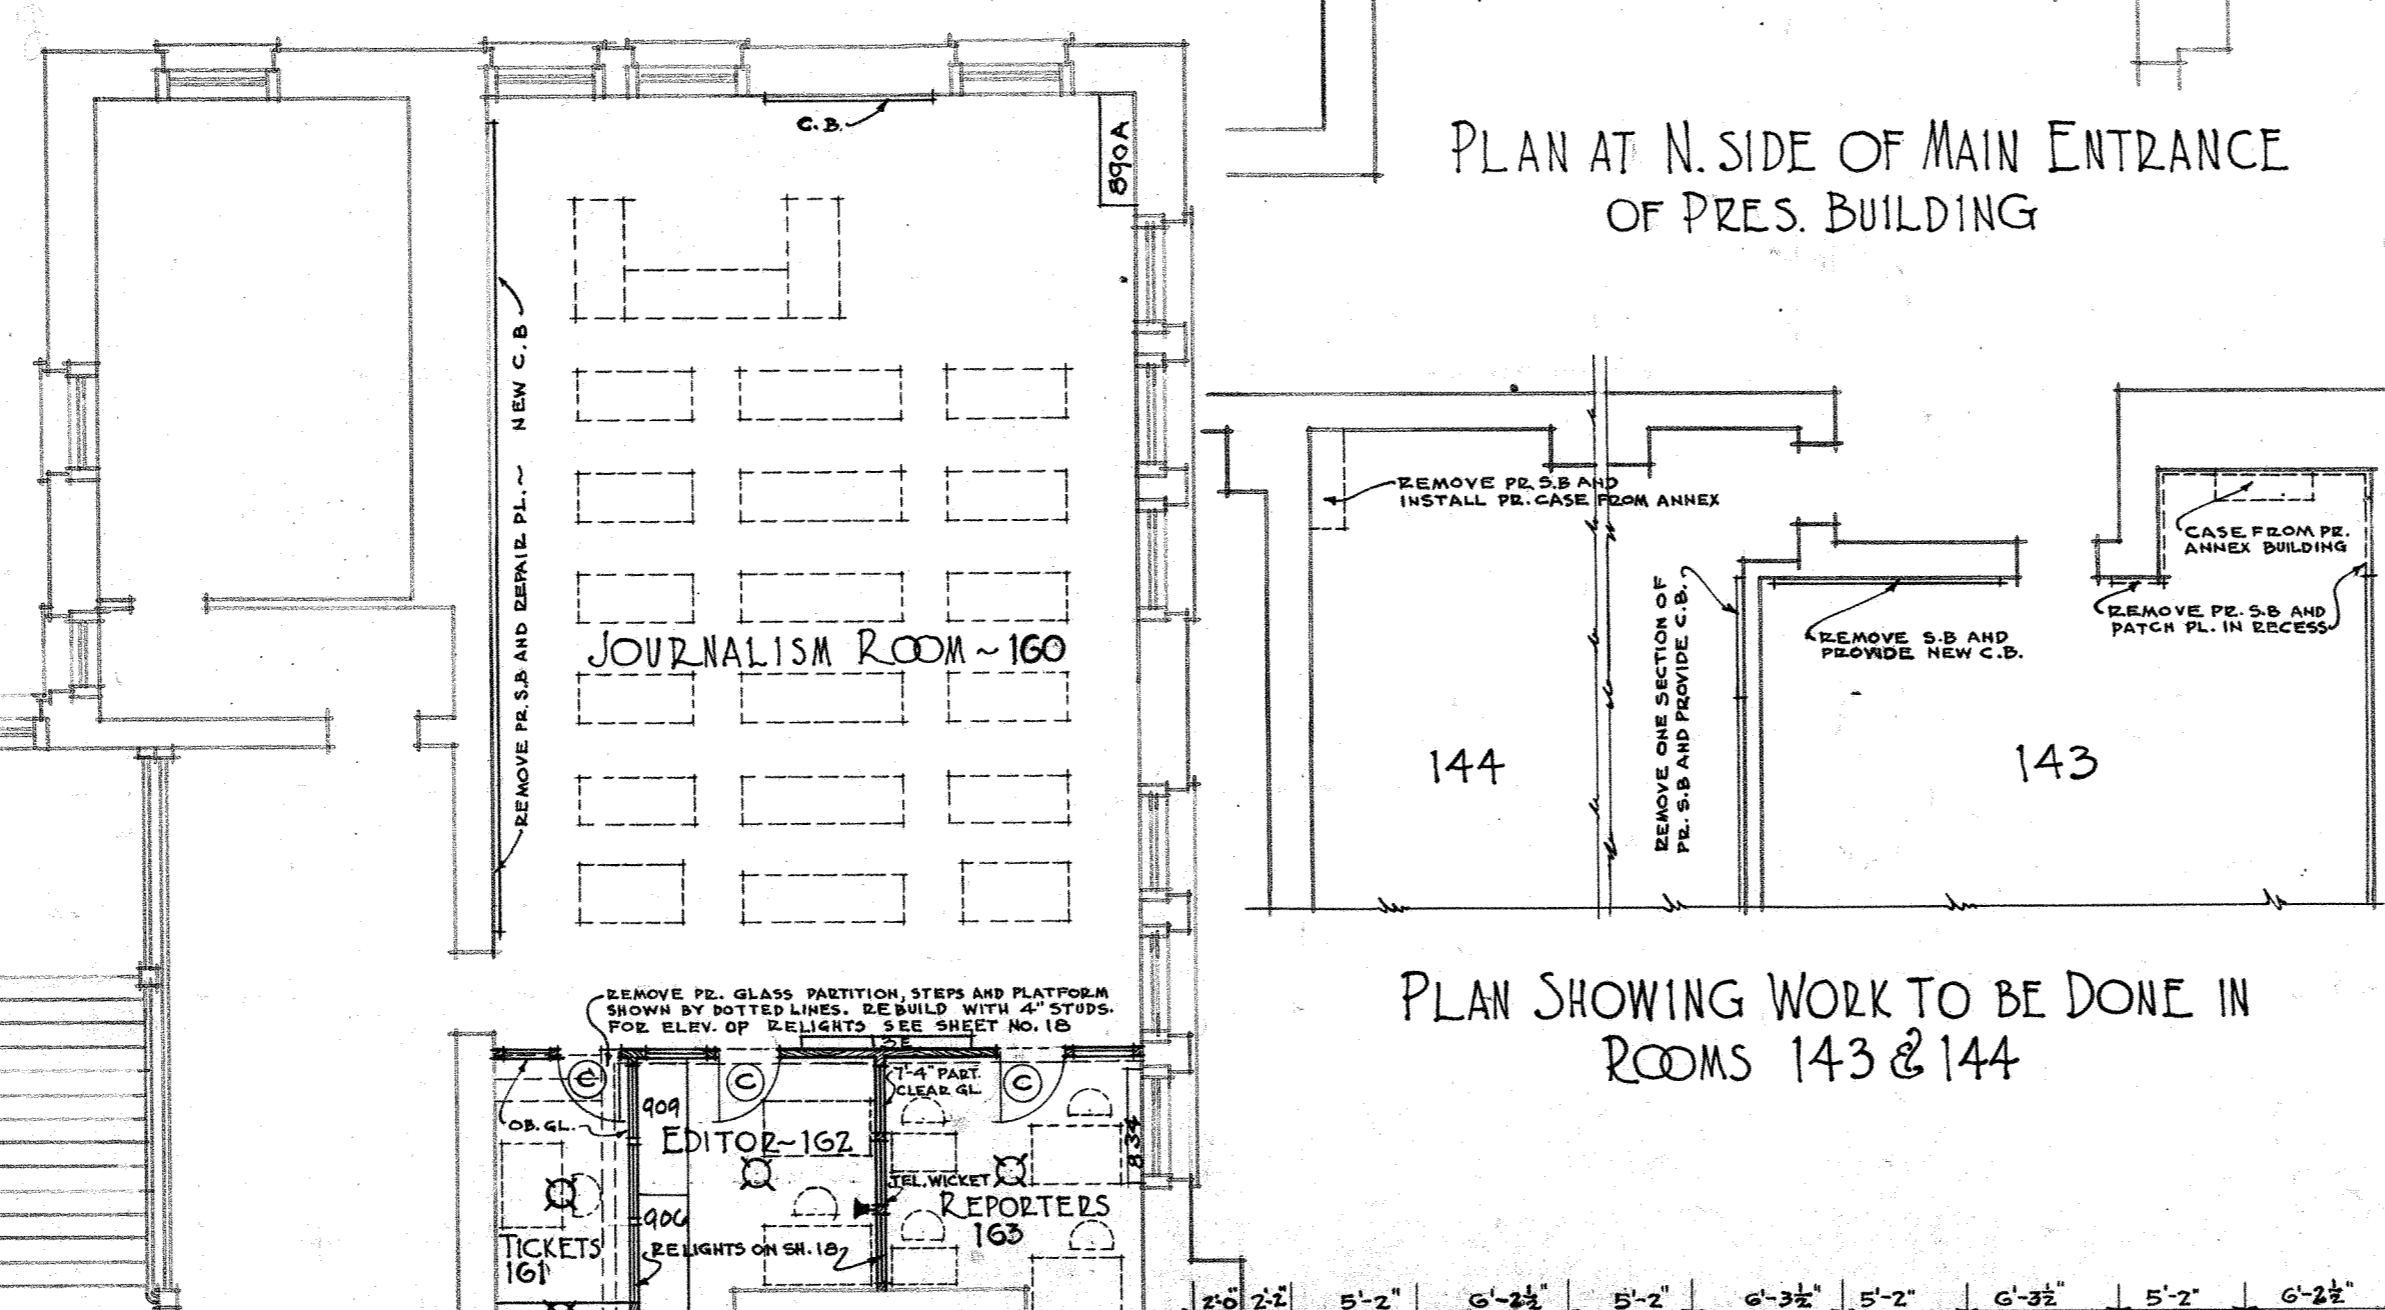 C.B.
890A
NEW C.B
REMOVE PR. S.B AND REPAIR PL. ~
JOURNALISM ROOM ~ 160
REMOVE PR. GLASS PARTITION, STEPS AND PLATFORM
SHOWN BY DOTTED LINES. REBUILD WITH 4" STUDS.
FOR ELEV. OF RELIGHTS SEE SHEET NO. 18
3E
C
C
C
7'-4" PART.
CLEAR GL.
OB. GL.
909
EDITOR ~ 162
834
TEL. WICKET
REPORTERS
163
906
TICKETS
161
RELIGHTS ON SH. 18
PLAN AT N. SIDE OF MAIN ENTRANCE
OF PRES. BUILDING
REMOVE PR. S.B AND
INSTALL PR. CASE FROM ANNEX
CASE FROM PR.
ANNEX BUILDING
REMOVE ONE SECTION OF
PR. S.B AND PROVIDE C.B.
REMOVE S.B AND
PROVIDE NEW C.B.
REMOVE PR. S.B AND
PATCH PL. IN RECESS
144
143
PLAN SHOWING WORK TO BE DONE IN
ROOMS 143 & 144
2'-0" 2'-2" 5'-2" 6'-2½" 5'-2" 6'-3½" 5'-2" 6'-3½" 5'-2" 6'-2½"